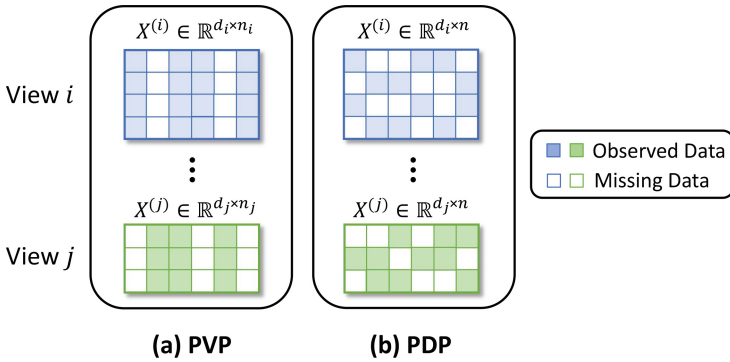 X^{(i)} ∈ ℝ^{d_i×n_i}
X^{(i)} ∈ ℝ^{d_i×n}
View i
Observed Data
Missing Data
X^{(j)} ∈ ℝ^{d_j×n_j}
X^{(j)} ∈ ℝ^{d_j×n}
View j
(a) PVP
(b) PDP